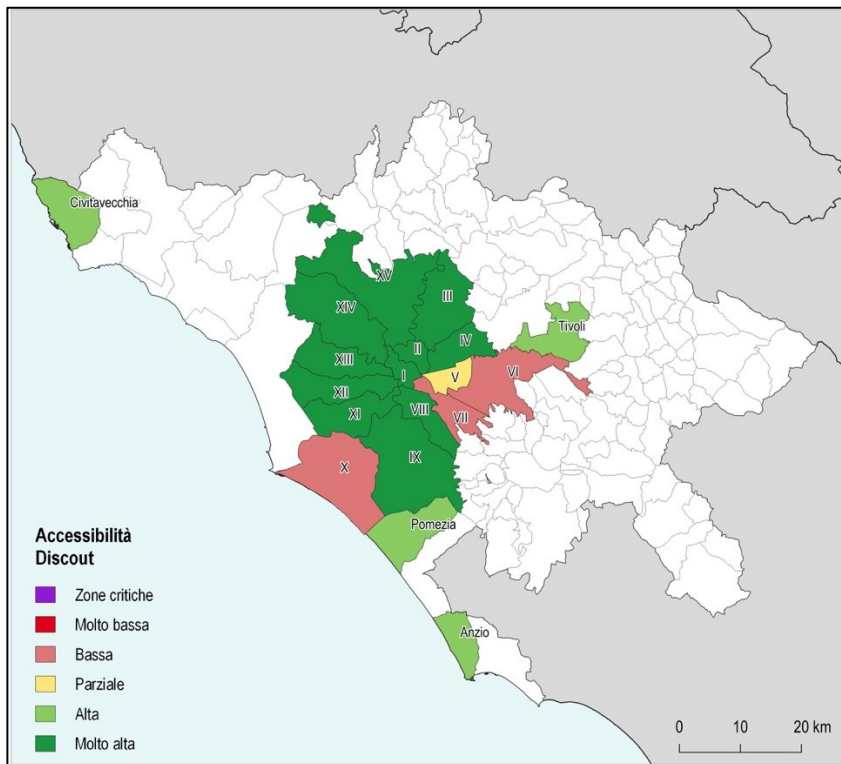 Civitavecchia
XV
III
XIV
Tivoli
IV
II
XIII
I
V
VI
XII
VIII
XI
VII
IX
X
Pomezia
Accessibilità
Discout
Zone critiche
Molto bassa
Bassa
Anzio
Parziale
Alta
Molto alta
0 10 20 km